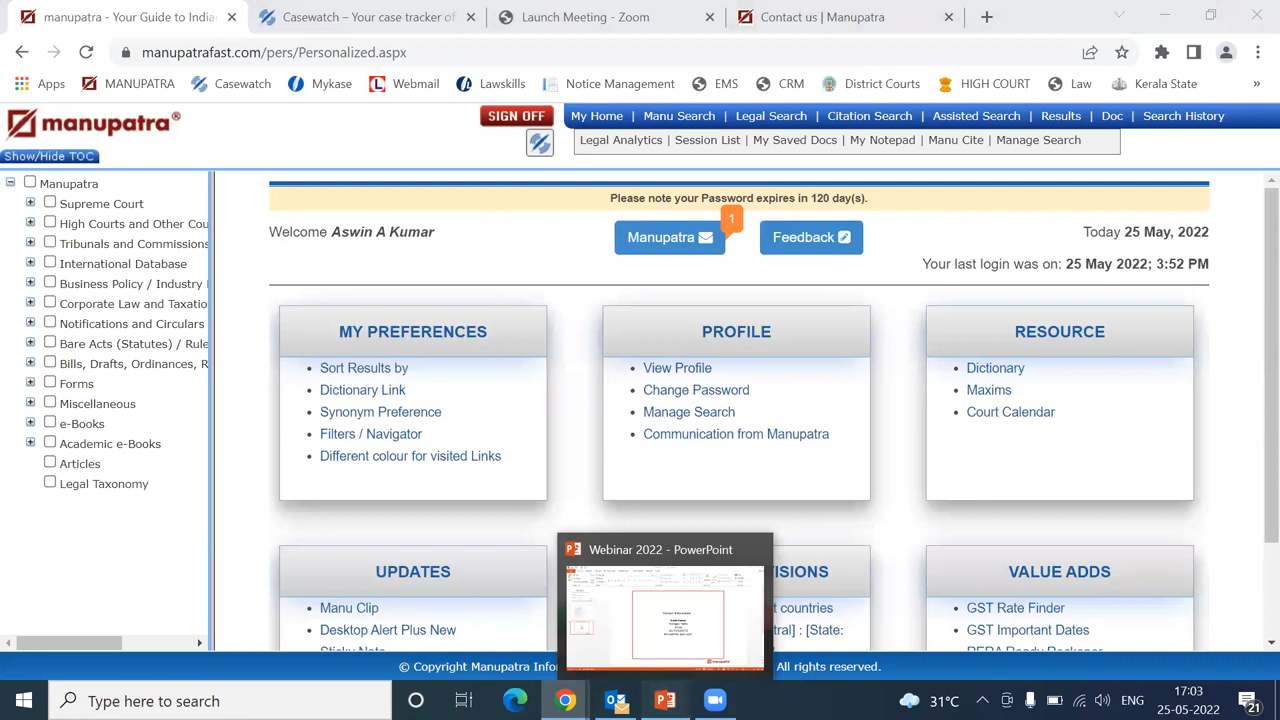 manupatra - Your Guide to India
Casewatch – Your case tracker of
Launch Meeting - Zoom
Contact us | Manupatra
manupatrafast.com/pers/Personalized.aspx
Apps
MANUPATRA
Casewatch
Mykase
Webmail
Lawskills
Notice Management
EMS
CRM
District Courts
HIGH COURT
Law
Kerala State
»
manupatra®
SIGN OFF
My Home | Manu Search | Legal Search | Citation Search | Assisted Search | Results | Doc | Search History
Legal Analytics | Session List | My Saved Docs | My Notepad | Manu Cite | Manage Search
Show/Hide TOC
Manupatra
Supreme Court
High Courts and Other Cou
Tribunals and Commissions
International Database
Business Policy / Industry
Corporate Law and Taxatio
Notifications and Circulars
Bare Acts (Statutes) / Rule
Bills, Drafts, Ordinances, R
Forms
Miscellaneous
e-Books
Academic e-Books
Articles
Legal Taxonomy
Please note your Password expires in 120 day(s).
Welcome Aswin A Kumar
Manupatra
1
Feedback
Today 25 May, 2022
Your last login was on: 25 May 2022; 3:52 PM
MY PREFERENCES
Sort Results by
Dictionary Link
Synonym Preference
Filters / Navigator
Different colour for visited Links
PROFILE
View Profile
Change Password
Manage Search
Communication from Manupatra
RESOURCE
Dictionary
Maxims
Court Calendar
UPDATES
Manu Clip
Desktop Alert Plus New
Sticky Note
Webinar 2022 - PowerPoint
manupatra
VISIONS
t countries
tral] : [State:
VALUE ADDS
GST Rate Finder
GST Important Dates
RERA Ready Reckoner
© Copyright Manupatra Infor
All rights reserved.
Type here to search
31°C
ENG
17:03
25-05-2022
21